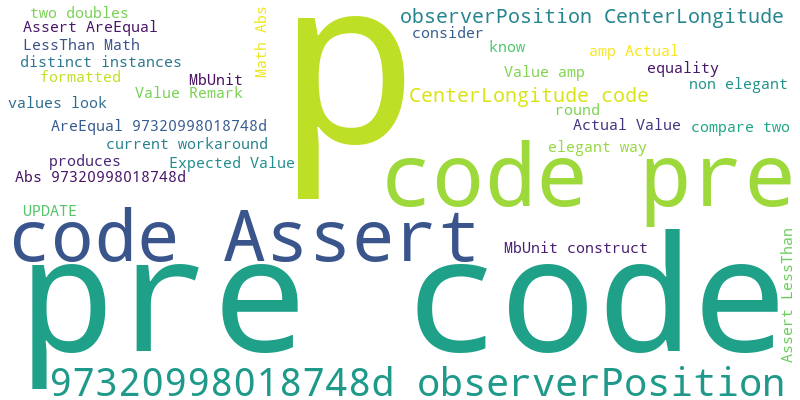 two doubles
Assert AreEqual
LessThan Math
distinct instances
formatted
MbUnit
Value Remark
values look
Math Abs
p
observerPosition CenterLongitude
consider
know
amp Actual
Value amp
equality
non elegant
CenterLongitude code
round
Actual Value
compare two
elegant way
AreEqual 97320998018748d
current workaround
produces
Expected Value
Abs 97320998018748d
code pre
UPDATE
code Assert
MbUnit construct
Assert LessThan
pre code
97320998018748d observerPosition